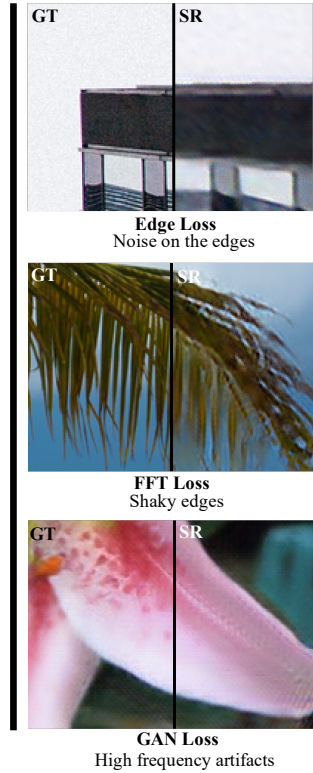 GT SR
Edge Loss
Noise on the edges
GT SR
FFT Loss
Shaky edges
GT SR
GAN Loss
High frequency artifacts